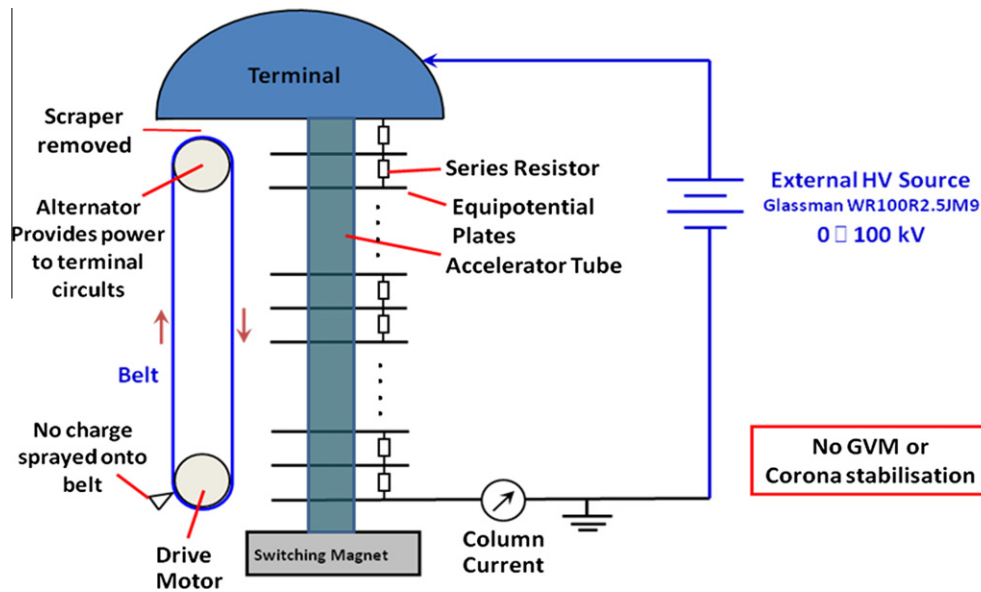 Terminal
Scraper
removed
Series Resistor
Alternator
Provides power
to terminal
circults
Equipotential
Plates
Accelerator Tube
External HV Source
Glassman WR100R2.5JM9
0 □ 100 kV
Belt
No charge
sprayed onto
belt
No GVM or
Corona stabilisation
Drive
Motor
Switching Magnet
Column
Current